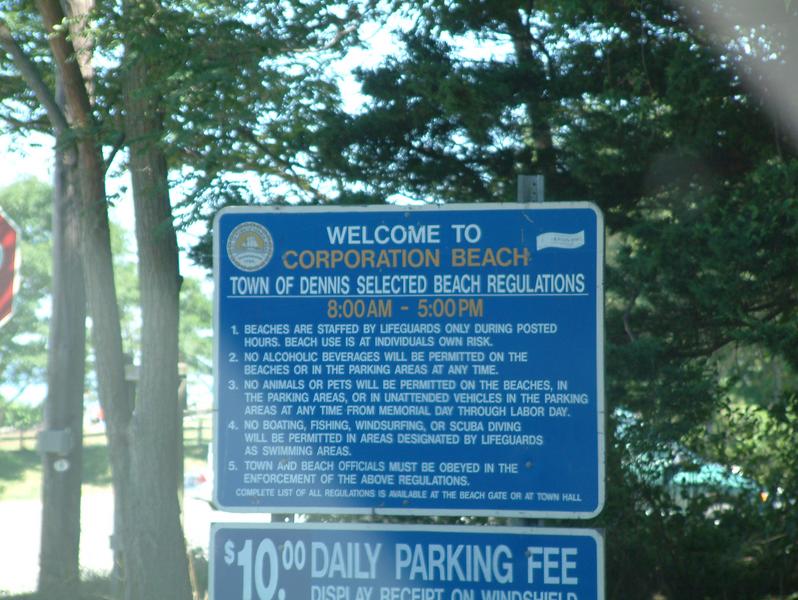 WELCOME TO
CORPORATION BEACH
TOWN OF DENNIS SELECTED BEACH REGULATIONS
8:00AM - 5:00PM
1. BEACHES ARE STAFFED BY LIFEGUARDS ONLY DURING POSTED
HOURS. BEACH USE IS AT INDIVIDUALS OWN RISK.
2. NO ALCOHOLIC BEVERAGES WILL BE PERMITTED ON THE
BEACHES OR IN THE PARKING AREAS AT ANY TIME.
3. NO ANIMALS OR PETS WILL BE PERMITTED ON THE BEACHES, IN
THE PARKING AREAS, OR IN UNATTENDED VEHICLES IN THE PARKING
AREAS AT ANY TIME FROM MEMORIAL DAY THROUGH LABOR DAY.
4. NO BOATING, FISHING, WINDSURFING, OR SCUBA DIVING
WILL BE PERMITTED IN AREAS DESIGNATED BY LIFEGUARDS
AS SWIMMING AREAS.
5. TOWN AND BEACH OFFICIALS MUST BE OBEYED IN THE
ENFORCEMENT OF THE ABOVE REGULATIONS.
COMPLETE LIST OF ALL REGULATIONS IS AVAILABLE AT THE BEACH GATE OR AT TOWN HALL
$10.00 DAILY PARKING FEE
DISPLAY RECEIPT ON WINDSHIELD